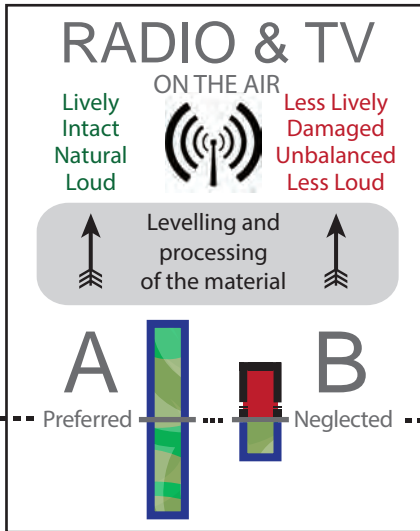 RADIO & TV
ON THE AIR
Lively
Intact
Natural
Loud
Less Lively
Damaged
Unbalanced
Less Loud
Levelling and
processing
of the material
A
B
Preferred
Neglected